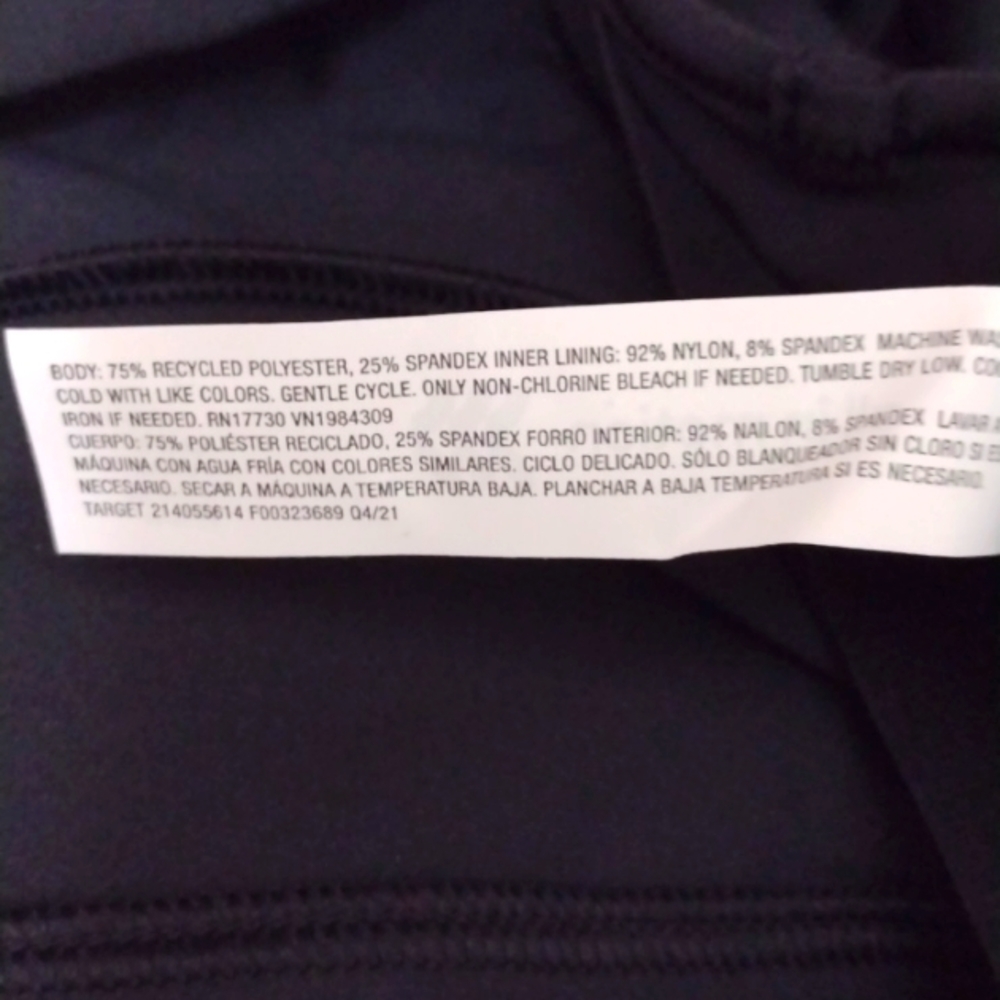 BODY: 75% RECYCLED POLYESTER, 25% SPANDEX INNER LINING: 92% NYLON, 8% SPANDEX MACHINE
COLD WITH LIKE COLORS. GENTLE CYCLE. ONLY NON-CHLORINE BLEACH IF NEEDED. TUMBLE DRY LOW.
IRON IF NEEDED. RN17730 VN1984309
CUERPO: 75% POLIÉSTER RECICLADO, 25% SPANDEX FORRO INTERIOR: 92% NAILON, 8% SPANDEX LAVAR
MÁQUINA CON AGUA FRÍA CON COLORES SIMILARES. CICLO DELICADO. SÓLO BLANQUEADOR SIN CLORO SI
NECESARIO. SECAR A MÁQUINA A TEMPERATURA BAJA. PLANCHAR A BAJA TEMPERATURA SI ES NECESARIO.
TARGET 214055614 F00323689 Q4/21